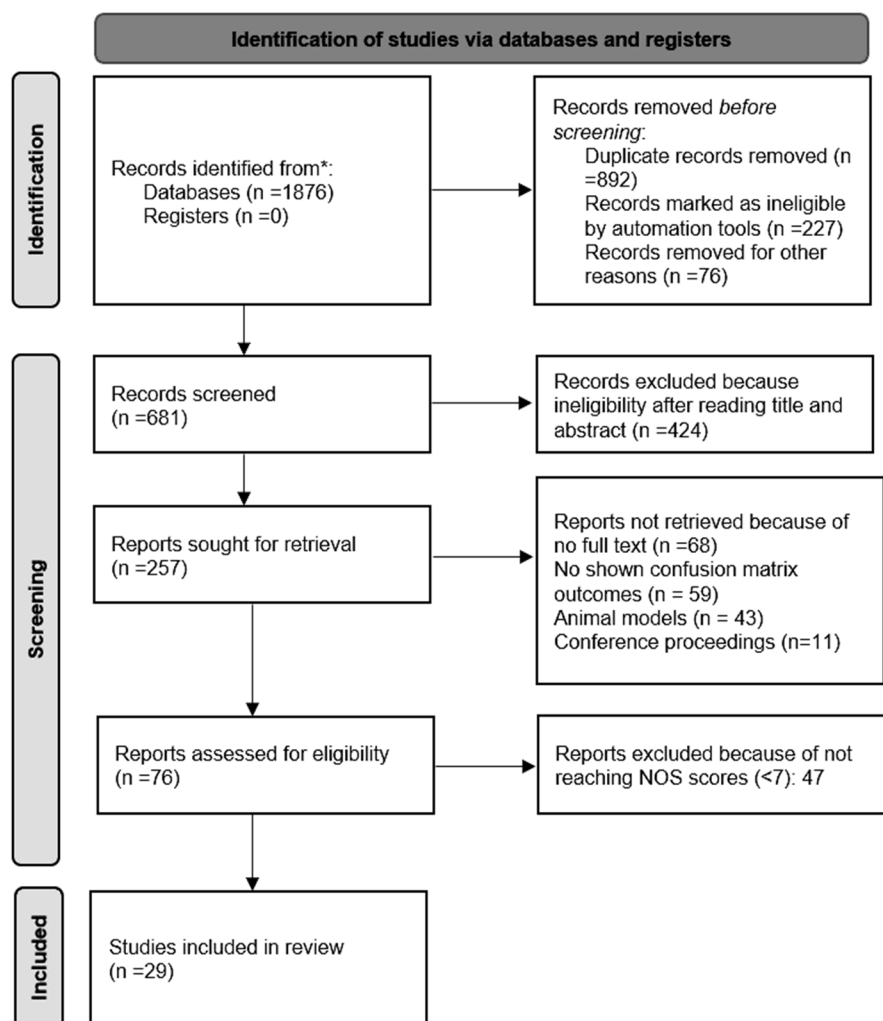 Identification of studies via databases and registers
Identification
Records identified from*:
Databases (n =1876)
Registers (n =0)
Records removed before
screening:
Duplicate records removed (n
=892)
Records marked as ineligible
by automation tools (n =227)
Records removed for other
reasons (n =76)
Screening
Records screened
(n =681)
Records excluded because
ineligibility after reading title and
abstract (n =424)
Reports sought for retrieval
(n =257)
Reports not retrieved because of
no full text (n =68)
No shown confusion matrix
outcomes (n = 59)
Animal models (n = 43)
Conference proceedings (n=11)
Reports assessed for eligibility
(n =76)
Reports excluded because of not
reaching NOS scores (<7): 47
Included
Studies included in review
(n =29)